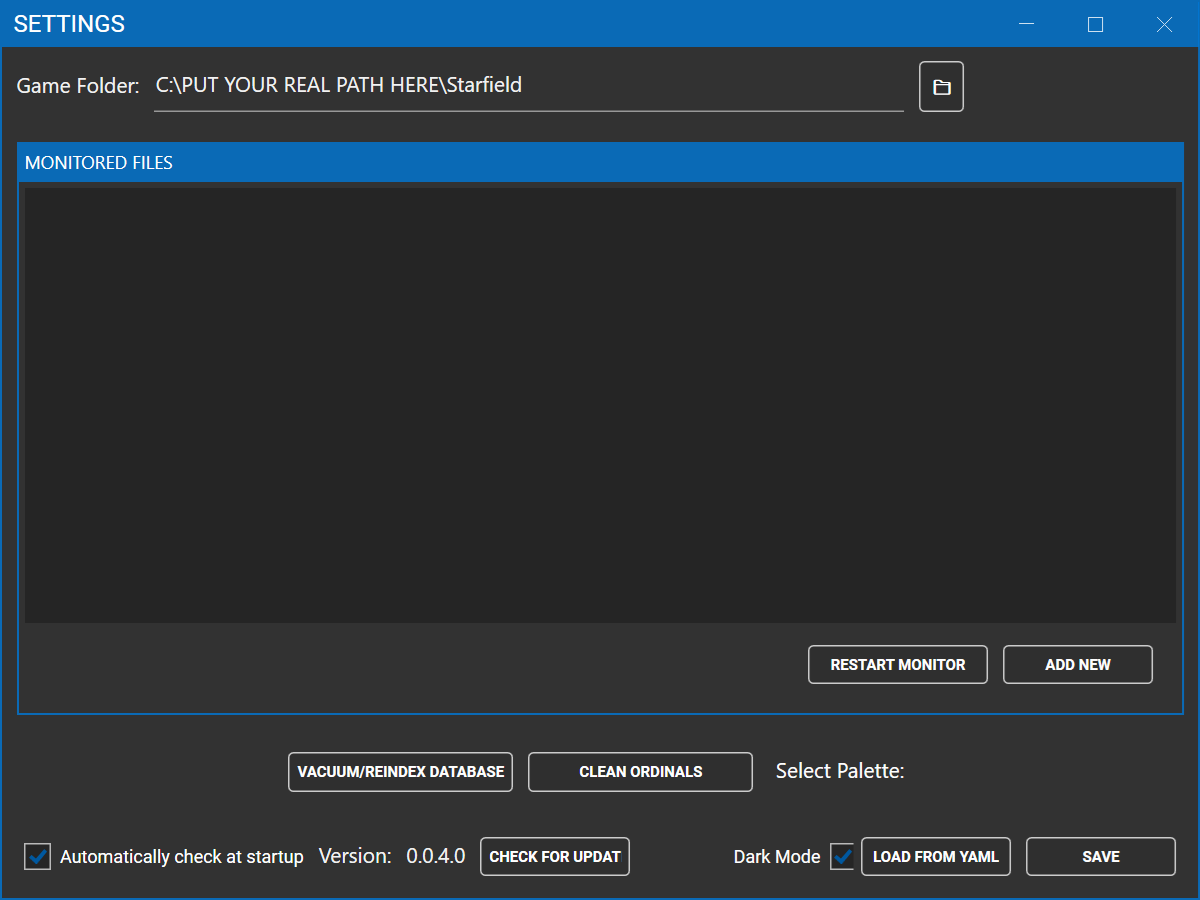 SETTINGS
Game Folder: C:\PUT YOUR REAL PATH HERE\Starfield
MONITORED FILES
RESTART MONITOR ADD NEW
VACUUM/REINDEX DATABASE CLEAN ORDINALS Select Palette:
Automatically check at startup Version: 0.0.4.0 CHECK FOR UPDAT Dark Mode LOAD FROM YAML SAVE